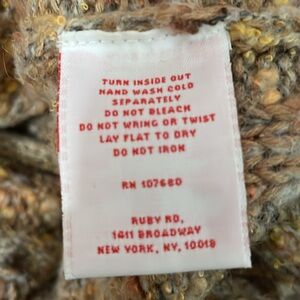 TURN INSIDE OUT
HAND WASH COLD
SEPARATELY
DO NOT BLEACH
DO NOT WRING OR TWIST
LAY FLAT TO DRY
DO NOT IRON
RN 107680
RUBY RD,
1411 BROADWAY
NEW YORK, NY, 10018